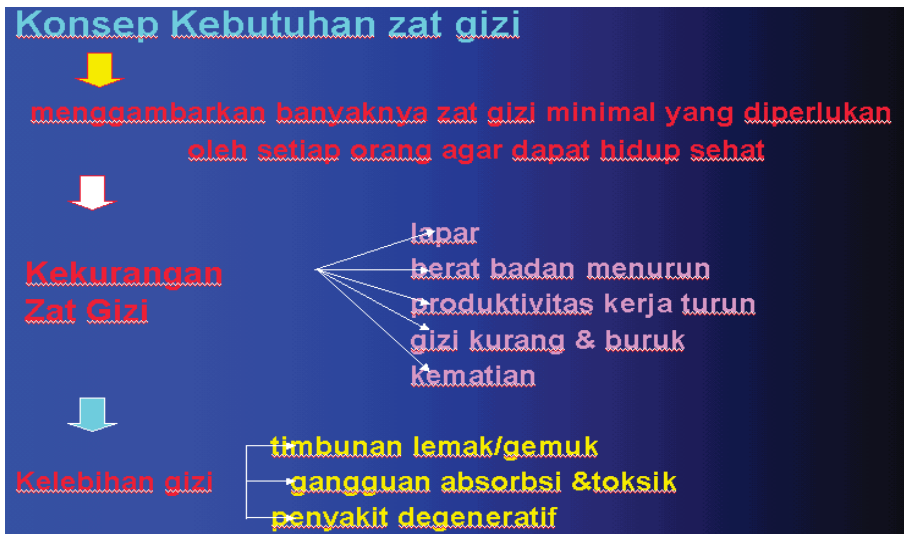 Konsep Kebutuhan zat gizi
menggambarkan banyaknya zat gizi minimal yang diperlukan
oleh setiap orang agar dapat hidup sehat
Kekurangan
Zat Gizi
lapar
berat badan menurun
produktivitas kerja turun
gizi kurang & buruk
kematian
Kelebihan gizi
timbunan lemak/gemuk
gangguan absorbsi &toksik
penyakit degeneratif